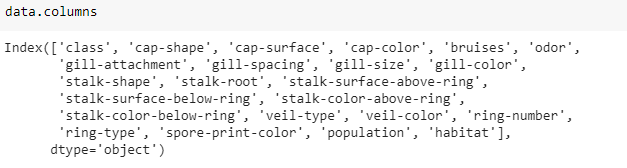 data.columns
Index(['class', 'cap-shape', 'cap-surface', 'cap-color', 'bruises', 'odor',
'gill-attachment', 'gill-spacing', 'gill-size', 'gill-color',
'stalk-shape', 'stalk-root', 'stalk-surface-above-ring',
'stalk-surface-below-ring', 'stalk-color-above-ring',
'stalk-color-below-ring', 'veil-type', 'veil-color', 'ring-number',
'ring-type', 'spore-print-color', 'population', 'habitat'],
dtype='object')